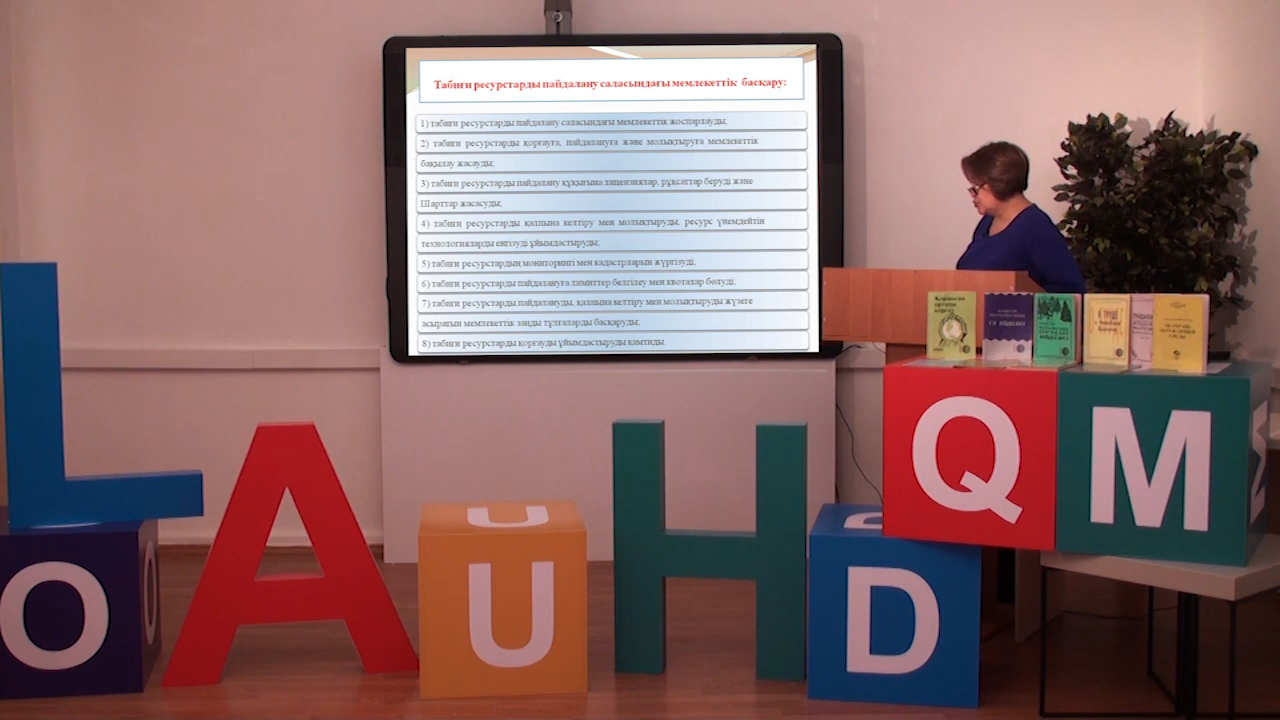 Табиғи ресурстарды пайдалану саласындағы мемлекеттік басқару:
1) табиғи ресурстарды пайдалану саласындағы мемлекеттік жоспарлауды;
2) табиғи ресурстарды қорғауға, пайдалануға және молықтыруға мемлекеттік
бақылау жасауды;
3) табиғи ресурстарды пайдалану құқығына лицензиялар, рұқсаттар беруді және
Шарттар жасасуды;
4) табиғи ресурстарды қалпына келтіру мен молықтыруды, ресурс үнемдейтін
технологияларды енгізуді ұйымдастыруды;
5) табиғи ресурстардың мониторингі мен кадастрларын жүргізуді;
6) табиғи ресурстарды пайдалануға лимиттер белгілеу мен квоталар бөлуді;
7) табиғи ресурстарды пайдалануды, қалпына келтіру мен молықтыруды жүзеге
асыратын мемлекеттік заңды тұлғаларды басқаруды;
8) табиғи ресурстарды қорғауды ұйымдастыруды қамтиды.
Q M
L A U H D
O U O